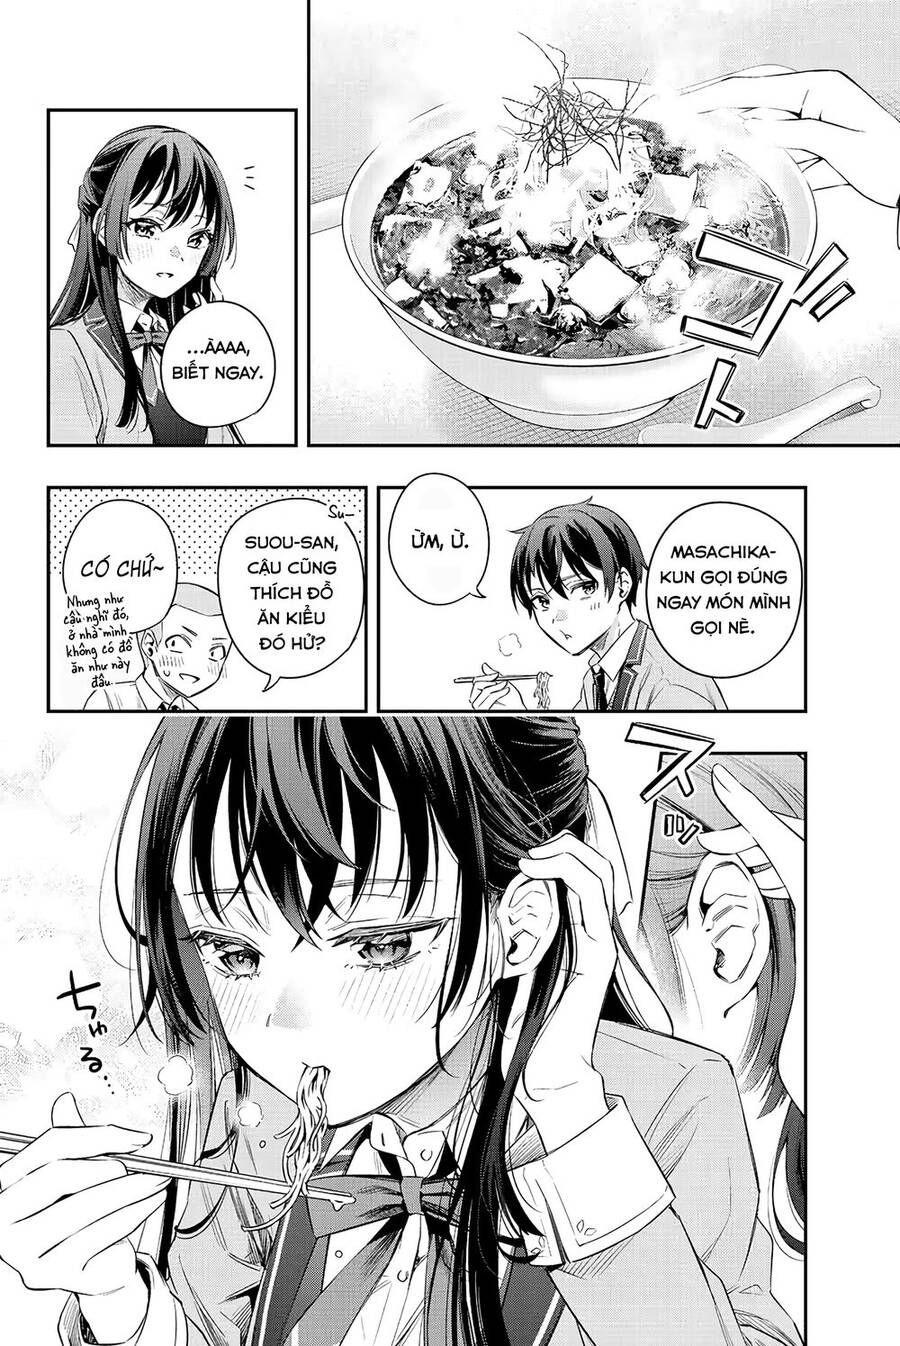 ゴトッ
...ÀAAA,
BIẾT NGAY.
MASACHIKA-
KUN GỌI ĐÚNG
NGAY MÓN MÌNH
GỌI NÈ.
ỪM, Ừ.
Su-
SUOU-SAN,
CẬU CŨNG
THÍCH ĐỒ
ĂN KIỂU
ĐÓ HỬ?
CÓ CHỨ~
Nhưng như
cậu nghĩ đó,
ở nhà mình
không có đồ
ăn như này
đâu.
スッ
ちゅる...